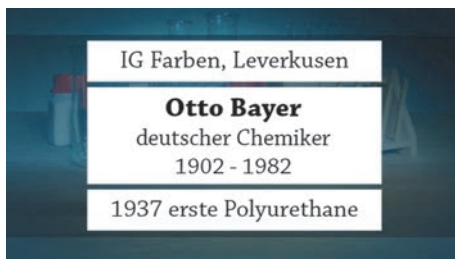 IG Farben, Leverkusen
Otto Bayer
deutscher Chemiker
1902 - 1982
1937 erste Polyurethane